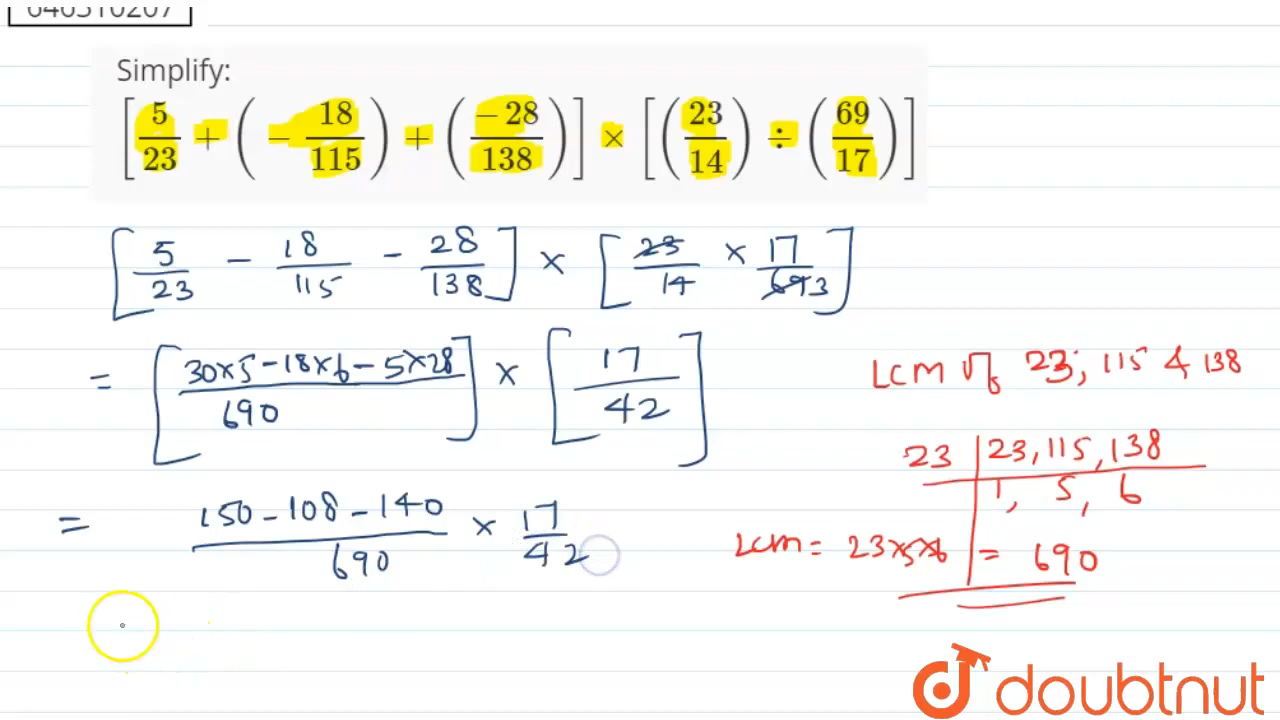 646310207
Simplify:
[5/23 + (− 18/115) + (−28/138)] × [(23/14) ÷ (69/17)]
[5/23 − 18/115 − 28/138] × [23/14 × 17/69 3]
= [30×5−18×6−5×28 / 690] × [17/42]
LCM of 23, 115 & 138
23 | 23, 115, 138
1, 5, 6
= 150−108−140 / 690 × 17/42
LCM = 23×5×6 = 690
doubtnut